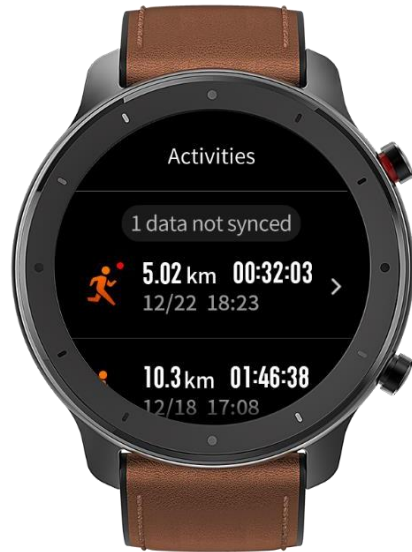 Activities
1 data not synced
5.02 km 00:32:03
12/22 18:23
10.3 km 01:46:38
12/18 17:08